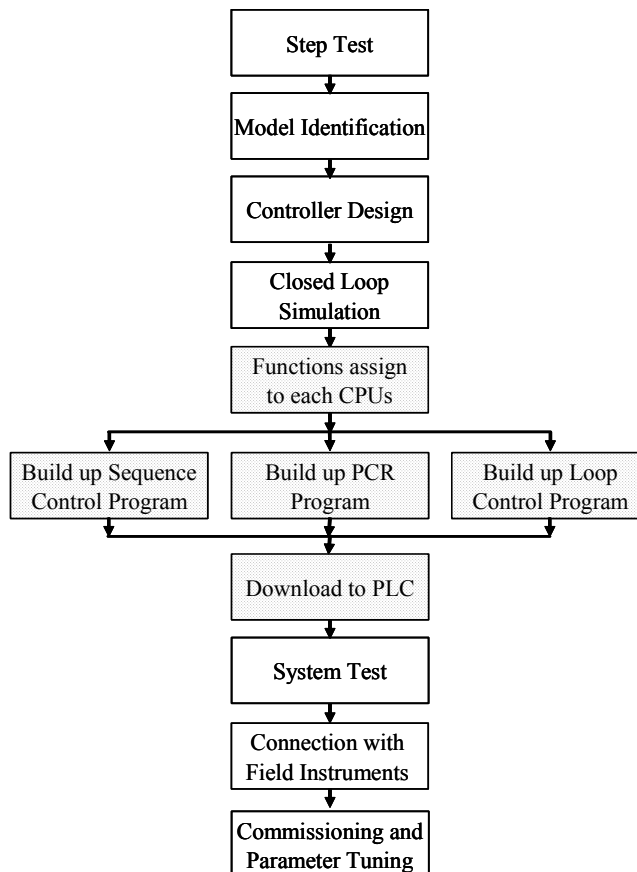 Step Test
Model Identification
Controller Design
Closed Loop
Simulation
Functions assign
to each CPUs
Build up Sequence
Control Program
Build up PCR
Program
Build up Loop
Control Program
Download to PLC
System Test
Connection with
Field Instruments
Commissioning and
Parameter Tuning